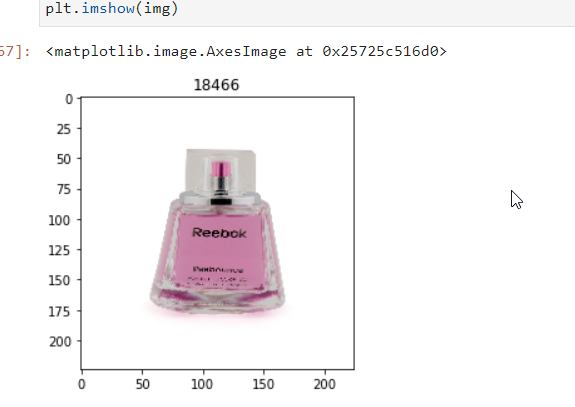 plt.imshow(img)
57]: <matplotlib.image.AxesImage at 0x25725c516d0>
18466
0
25
50
75
100
125
150
175
200
Reebok
0 50 100 150 200